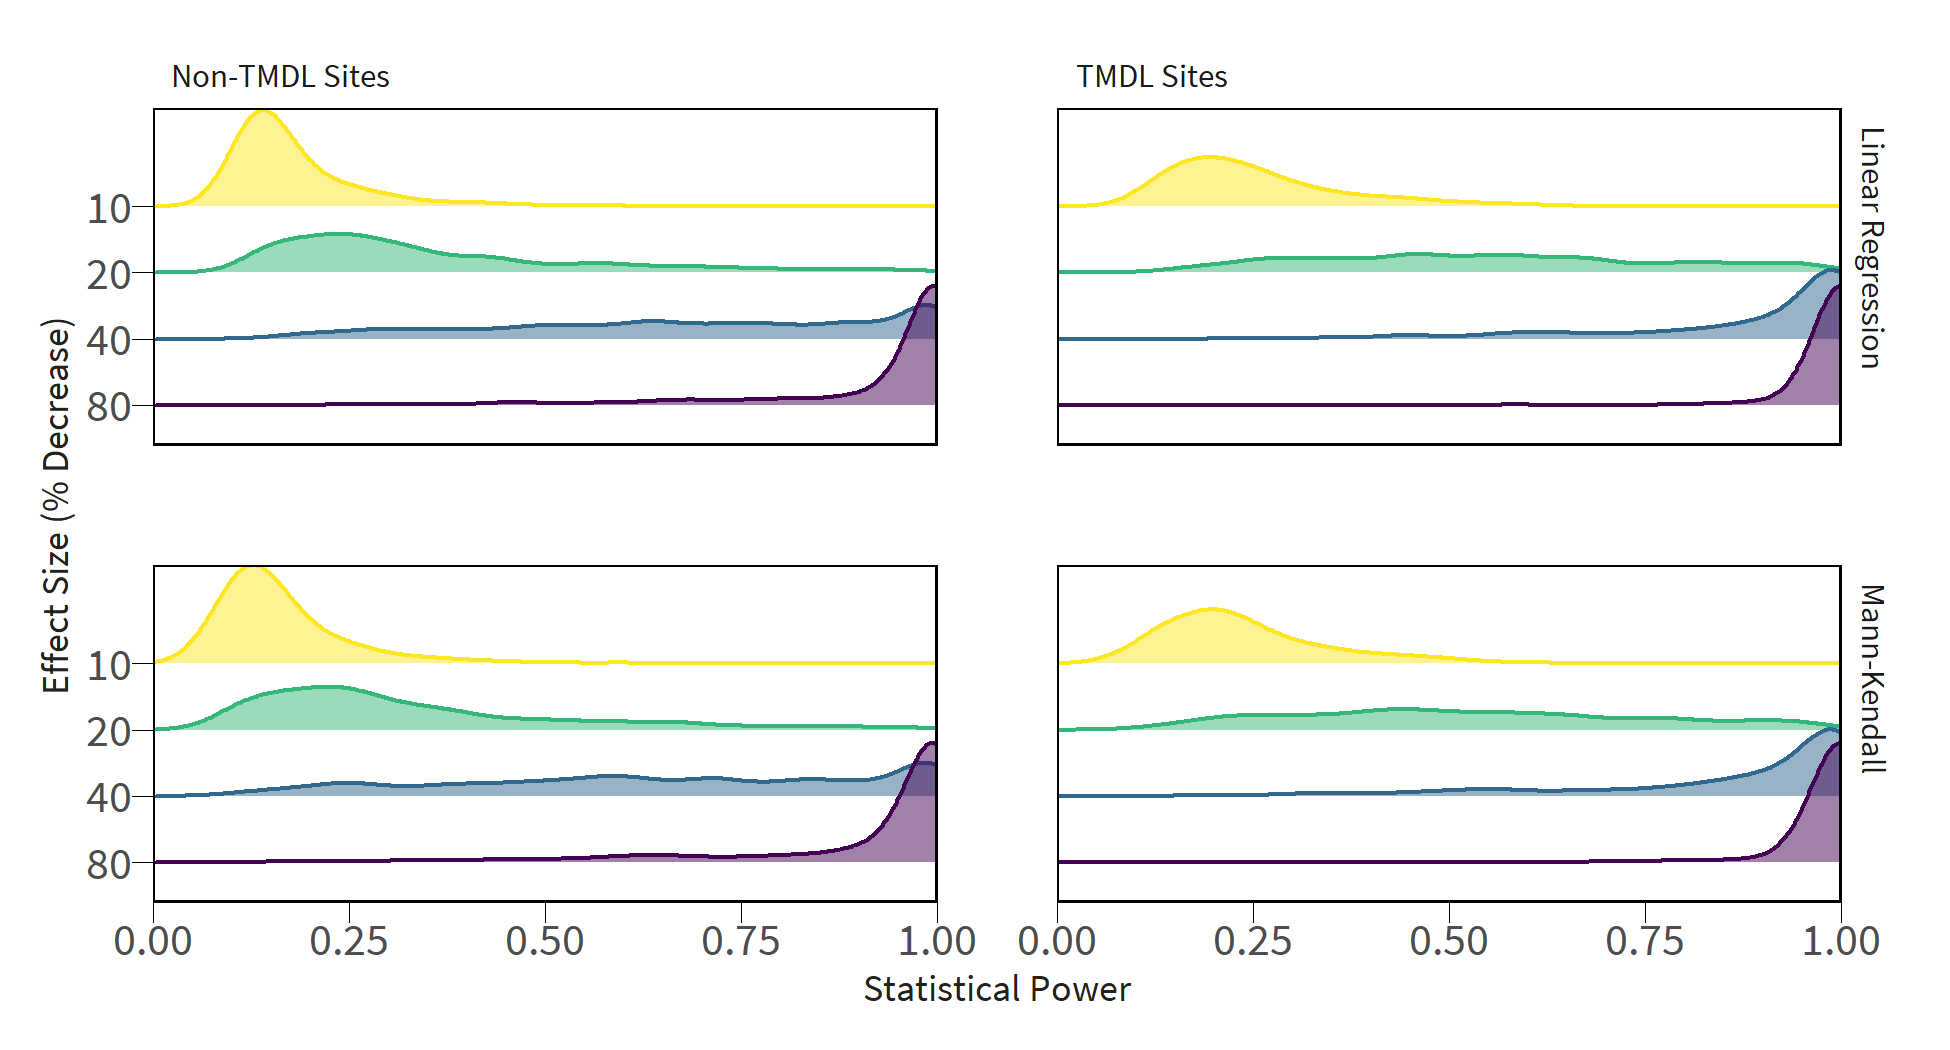 Non-TMDL Sites
TMDL Sites
Linear Regression
10
20
40
80
Effect Size (% Decrease)
Mann-Kendall
10
20
40
80
0.00 0.25 0.50 0.75 1.00 0.00 0.25 0.50 0.75 1.00
Statistical Power